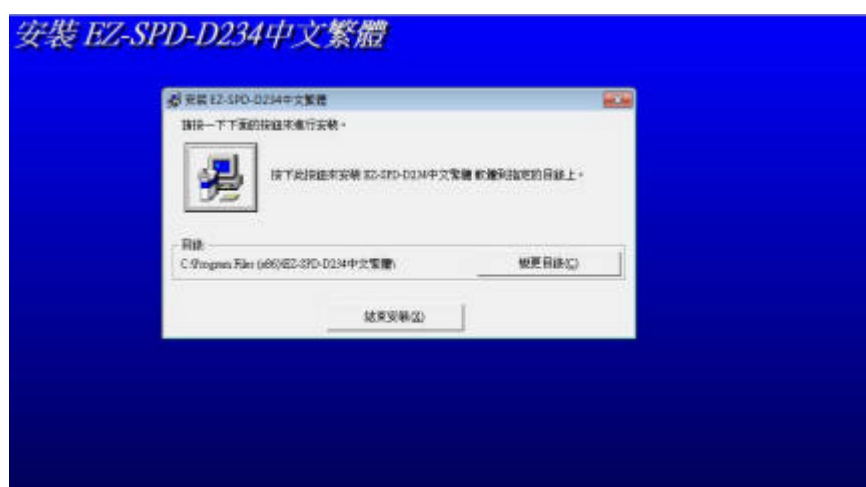 安裝 EZ-SPD-D234中文繁體
安裝 EZ-SPD-D234中文繁體
請按一下下面的按鈕來進行安裝。
按下此按鈕來安裝 EZ-SPD-D234中文繁體 軟體到指定的目錄上。
目錄:
C:\Program Files (x86)\EZ-SPD-D234中文繁體\
變更目錄(C)
結束安裝(X)